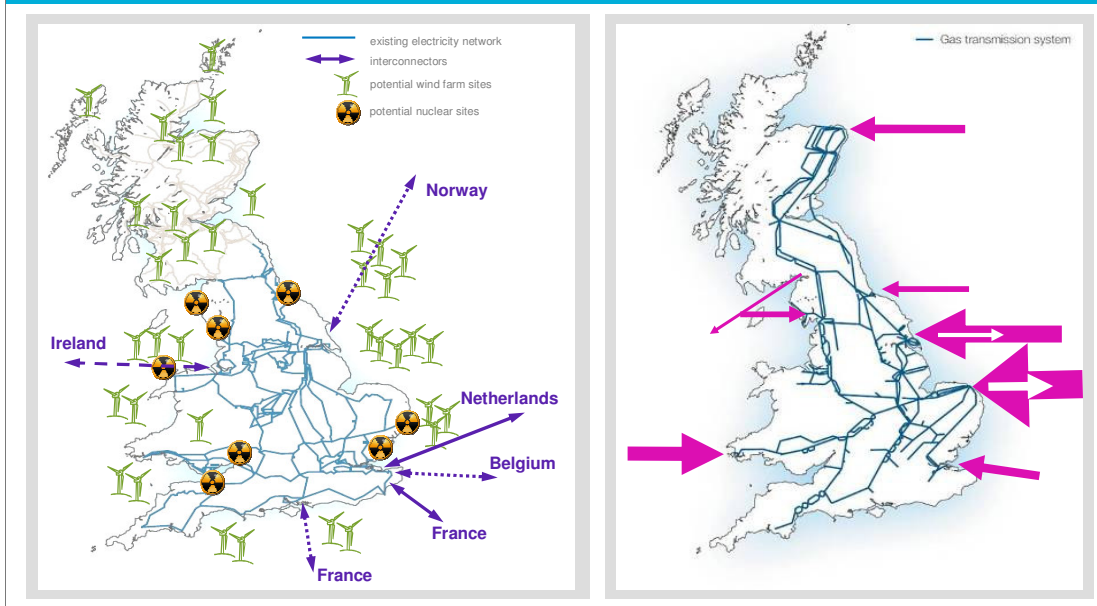 existing electricity network
interconnectors
potential wind farm sites
potential nuclear sites
Norway
Ireland
Netherlands
Belgium
France
France
Gas transmission system